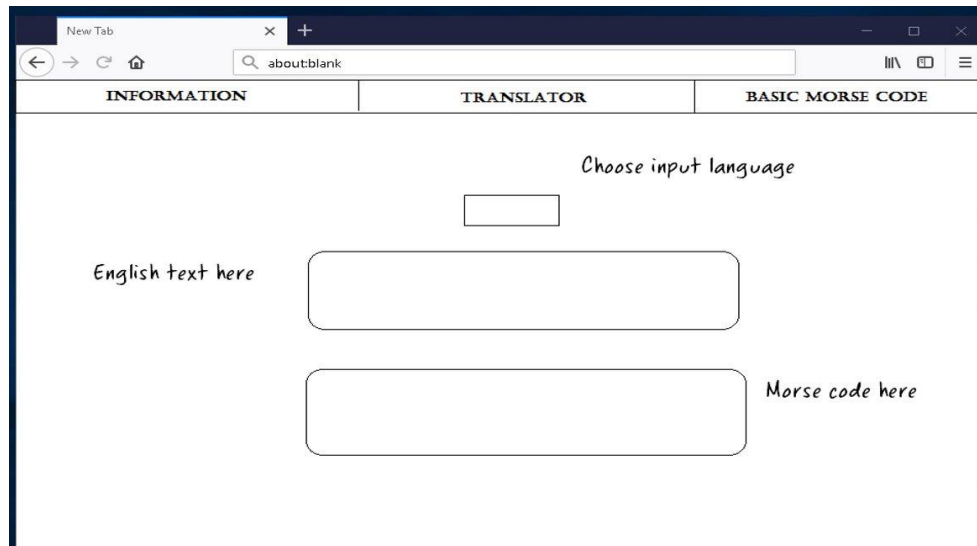 New Tab
about:blank
INFORMATION TRANSLATOR BASIC MORSE CODE
Choose input language
English text here
Morse code here